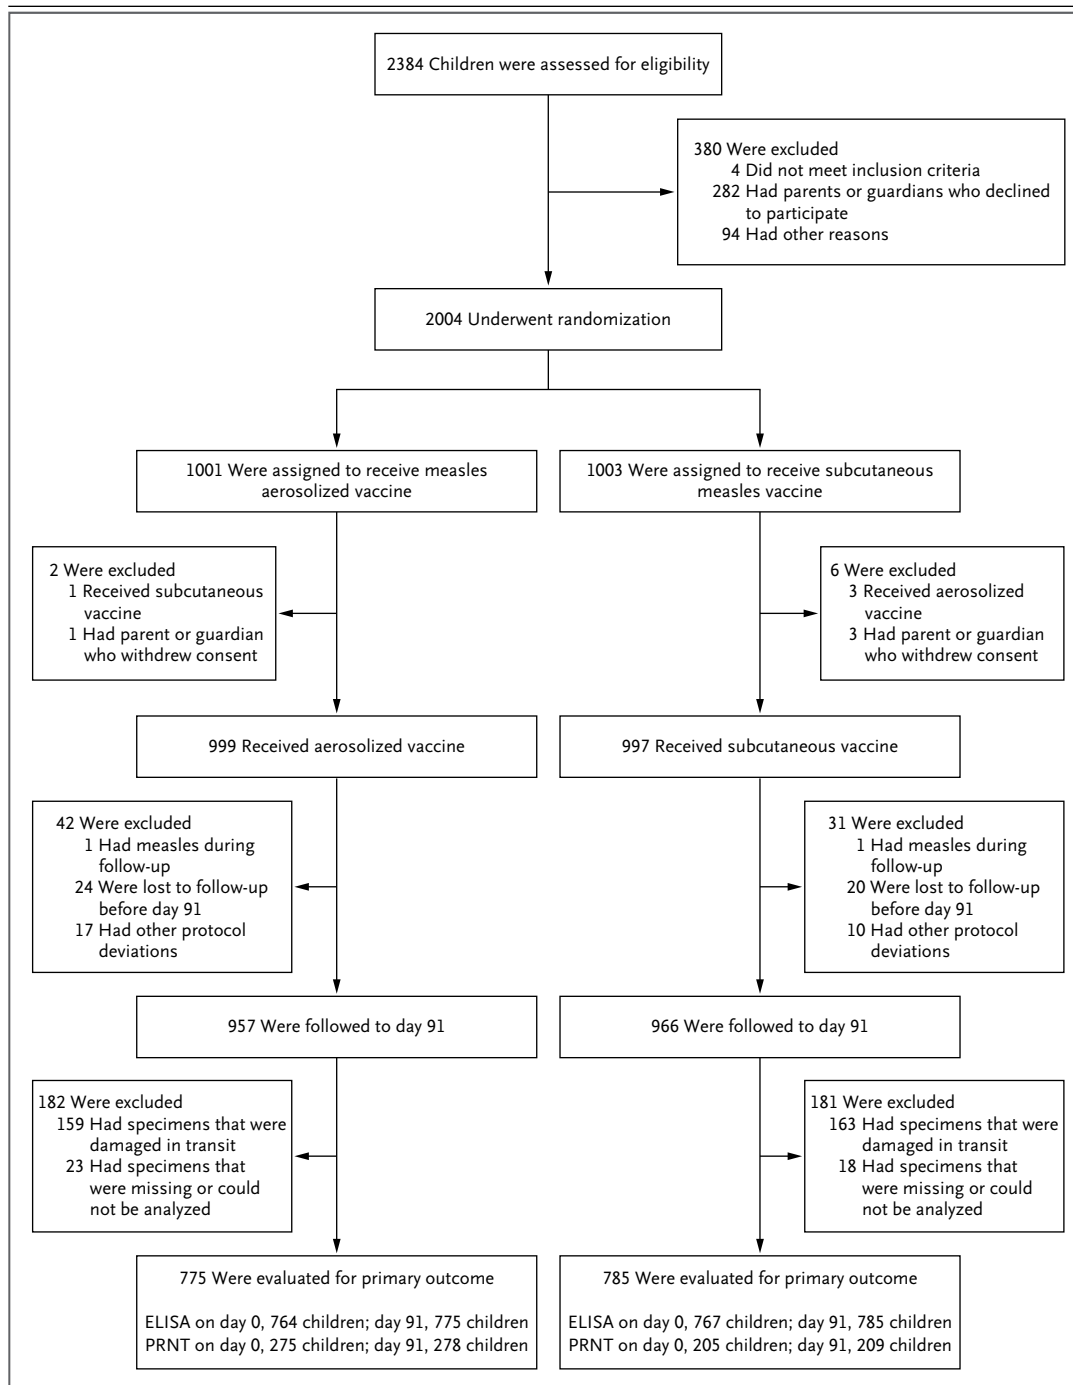 2384 Children were assessed for eligibility
380 Were excluded
4 Did not meet inclusion criteria
282 Had parents or guardians who declined
to participate
94 Had other reasons
2004 Underwent randomization
1001 Were assigned to receive measles
aerosolized vaccine
1003 Were assigned to receive subcutaneous
measles vaccine
2 Were excluded
1 Received subcutaneous
vaccine
1 Had parent or guardian
who withdrew consent
6 Were excluded
3 Received aerosolized
vaccine
3 Had parent or guardian
who withdrew consent
999 Received aerosolized vaccine
997 Received subcutaneous vaccine
42 Were excluded
1 Had measles during
follow-up
24 Were lost to follow-up
before day 91
17 Had other protocol
deviations
31 Were excluded
1 Had measles during
follow-up
20 Were lost to follow-up
before day 91
10 Had other protocol
deviations
957 Were followed to day 91
966 Were followed to day 91
182 Were excluded
159 Had specimens that were
damaged in transit
23 Had specimens that
were missing or could
not be analyzed
181 Were excluded
163 Had specimens that were
damaged in transit
18 Had specimens that
were missing or could
not be analyzed
775 Were evaluated for primary outcome
ELISA on day 0, 764 children; day 91, 775 children
PRNT on day 0, 275 children; day 91, 278 children
785 Were evaluated for primary outcome
ELISA on day 0, 767 children; day 91, 785 children
PRNT on day 0, 205 children; day 91, 209 children